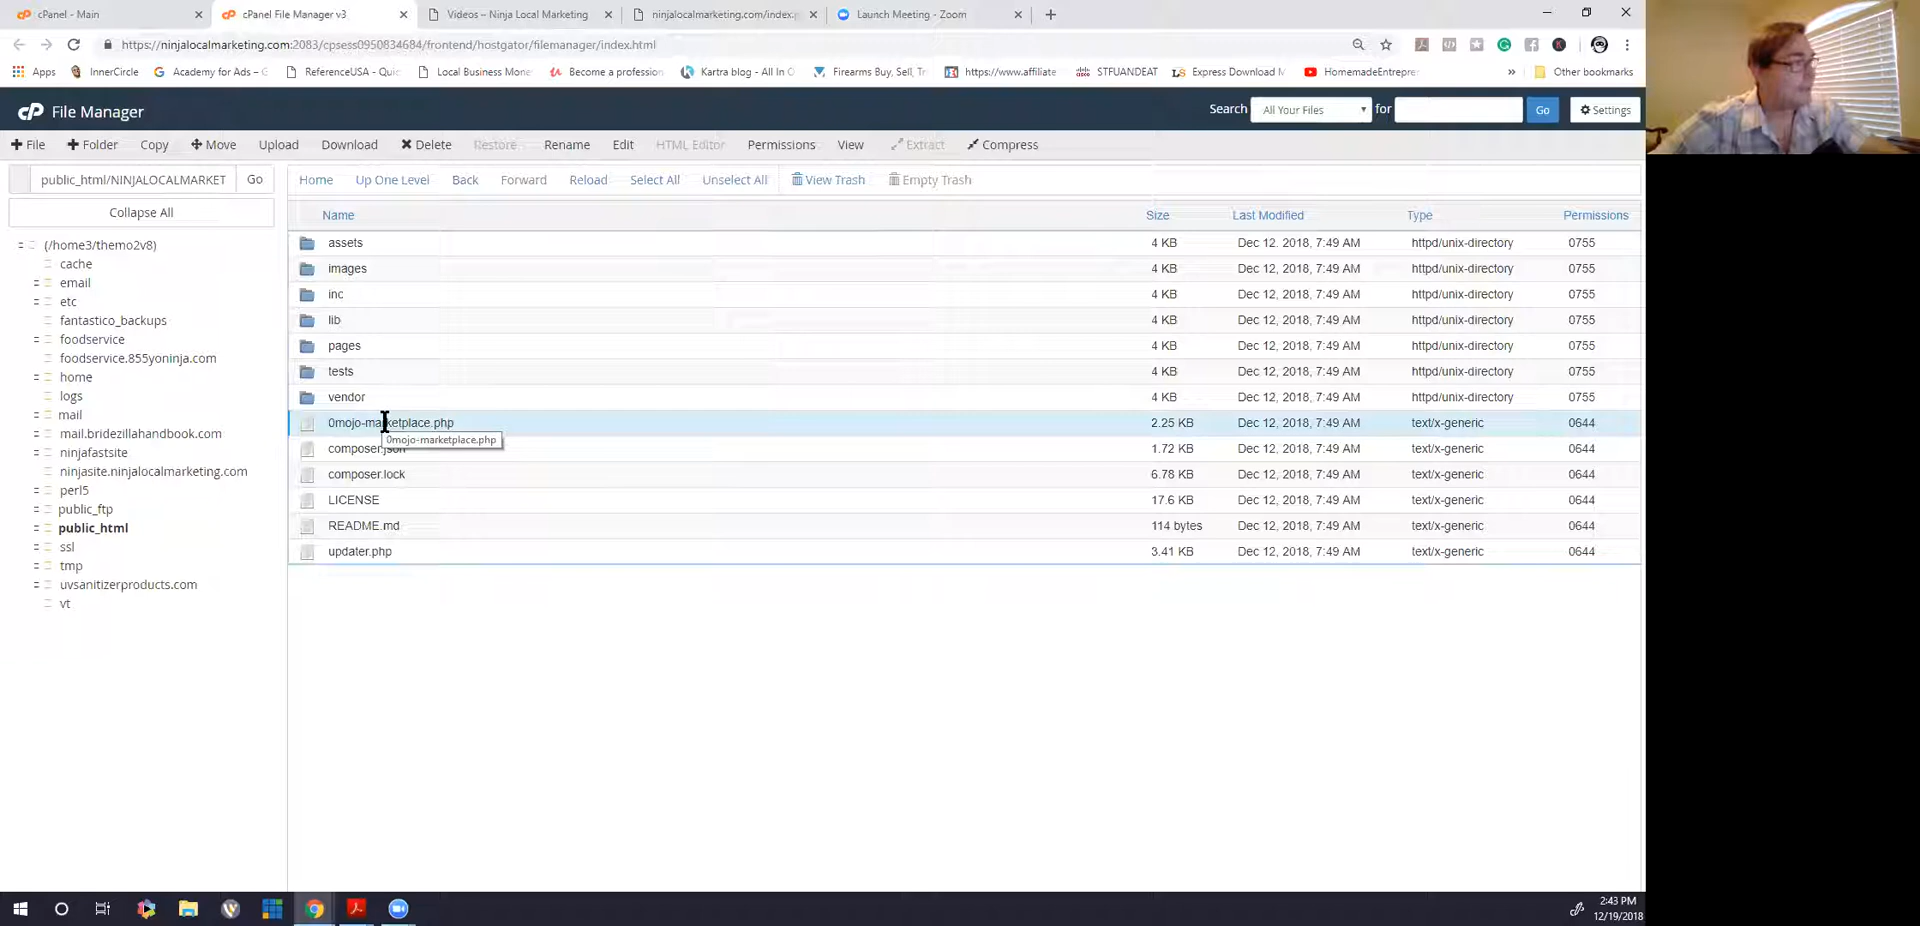 cPanel - Main
cPanel File Manager v3
Videos – Ninja Local Marketing
ninjalocalmarketing.com/index.p
Launch Meeting - Zoom
https://ninjalocalmarketing.com:2083/cpsess0950834684/frontend/hostgator/filemanager/index.html
Apps InnerCircle Academy for Ads – G ReferenceUSA - Quic Local Business Mone Become a profession Kartra blog - All In O Firearms Buy, Sell, Tr https://www.affiliate STFUANDEAT Express Download M HomemadeEntrepre » Other bookmarks
cP File Manager
Search All Your Files for Go Settings
File Folder Copy Move Upload Download Delete Restore Rename Edit HTML Editor Permissions View Extract Compress
public_html/NINJALOCALMARKET Go
Home Up One Level Back Forward Reload Select All Unselect All View Trash Empty Trash
Collapse All
(/home3/themo2v8)
cache
email
etc
fantastico_backups
foodservice
foodservice.855yoninja.com
home
logs
mail
mail.bridezillahandbook.com
ninjafastsite
ninjasite.ninjalocalmarketing.com
perl5
public_ftp
public_html
ssl
tmp
uvsanitizerproducts.com
vt
Name Size Last Modified Type Permissions
assets 4 KB Dec 12, 2018, 7:49 AM httpd/unix-directory 0755
images 4 KB Dec 12, 2018, 7:49 AM httpd/unix-directory 0755
inc 4 KB Dec 12, 2018, 7:49 AM httpd/unix-directory 0755
lib 4 KB Dec 12, 2018, 7:49 AM httpd/unix-directory 0755
pages 4 KB Dec 12, 2018, 7:49 AM httpd/unix-directory 0755
tests 4 KB Dec 12, 2018, 7:49 AM httpd/unix-directory 0755
vendor 4 KB Dec 12, 2018, 7:49 AM httpd/unix-directory 0755
0mojo-marketplace.php 2.25 KB Dec 12, 2018, 7:49 AM text/x-generic 0644
0mojo-marketplace.php
composer.json 1.72 KB Dec 12, 2018, 7:49 AM text/x-generic 0644
composer.lock 6.78 KB Dec 12, 2018, 7:49 AM text/x-generic 0644
LICENSE 17.6 KB Dec 12, 2018, 7:49 AM text/x-generic 0644
README.md 114 bytes Dec 12, 2018, 7:49 AM text/x-generic 0644
updater.php 3.41 KB Dec 12, 2018, 7:49 AM text/x-generic 0644
2:43 PM
12/19/2018